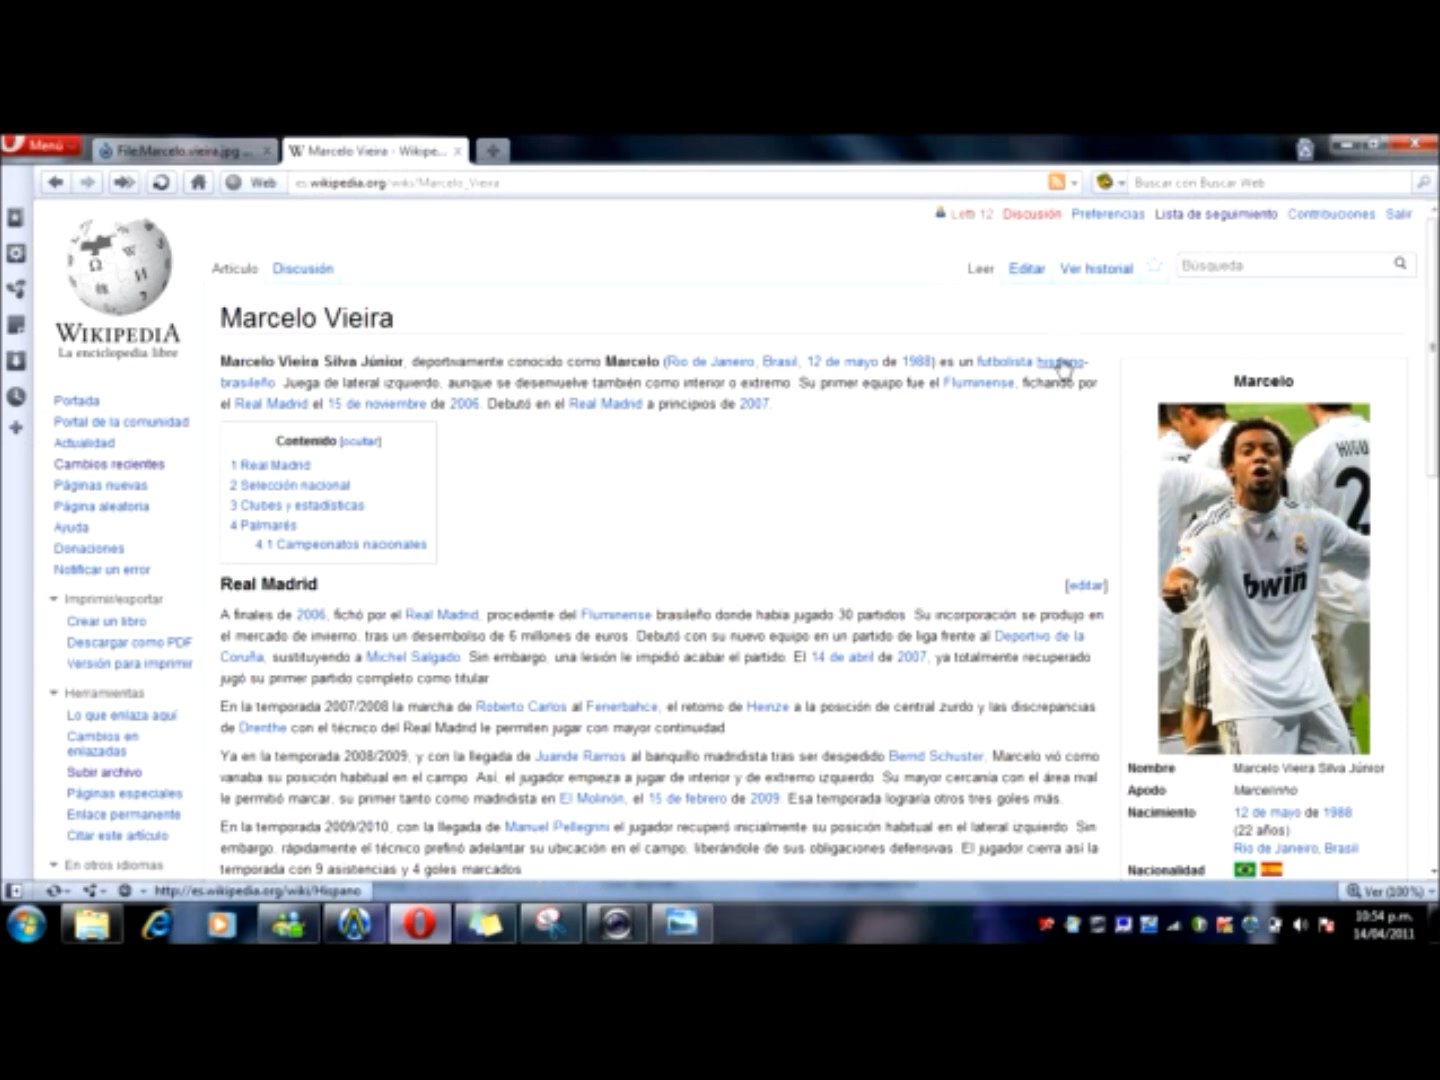 Menú
File:Marcelo.vieira.jpg ...
W Marcelo Vieira - Wikipe...
Web
es.wikipedia.org/wiki/Marcelo_Vieira
Buscar con Buscar Web
Letti 12 Discusión Preferencias Lista de seguimiento Contribuciones Salir
Artículo Discusión
Leer Editar Ver historial
Búsqueda
WIKIPEDIA
La enciclopedia libre
Portada
Portal de la comunidad
Actualidad
Cambios recientes
Páginas nuevas
Página aleatoria
Ayuda
Donaciones
Notificar un error
Imprimir/exportar
Crear un libro
Descargar como PDF
Versión para imprimir
Herramientas
Lo que enlaza aquí
Cambios en
enlazadas
Subir archivo
Páginas especiales
Enlace permanente
Citar este artículo
En otros idiomas
Marcelo Vieira
Marcelo Vieira Silva Júnior, deportivamente conocido como Marcelo (Río de Janeiro, Brasil, 12 de mayo de 1988) es un futbolista hispano-
brasileño. Juega de lateral izquierdo, aunque se desenvuelve también como interior o extremo. Su primer equipo fue el Fluminense, fichando por
el Real Madrid el 15 de noviembre de 2006. Debutó en el Real Madrid a principios de 2007.
Contenido [ocultar]
1 Real Madrid
2 Selección nacional
3 Clubes y estadísticas
4 Palmarés
4.1 Campeonatos nacionales
Real Madrid
[editar]
A finales de 2006, fichó por el Real Madrid, procedente del Fluminense brasileño donde había jugado 30 partidos. Su incorporación se produjo en
el mercado de invierno, tras un desembolso de 6 millones de euros. Debutó con su nuevo equipo en un partido de liga frente al Deportivo de la
Coruña, sustituyendo a Michel Salgado. Sin embargo, una lesión le impidió acabar el partido. El 14 de abril de 2007, ya totalmente recuperado
jugó su primer partido completo como titular
En la temporada 2007/2008 la marcha de Roberto Carlos al Fenerbahce, el retorno de Heinze a la posición de central zurdo y las discrepancias
de Drenthe con el técnico del Real Madrid le permiten jugar con mayor continuidad
Ya en la temporada 2008/2009, y con la llegada de Juande Ramos al banquillo madridista tras ser despedido Bernd Schuster, Marcelo vió como
variaba su posición habitual en el campo. Así, el jugador empieza a jugar de interior y de extremo izquierdo. Su mayor cercanía con el área rival
le permitió marcar, su primer tanto como madridista en El Molinón, el 15 de febrero de 2009. Esa temporada lograría otros tres goles más.
En la temporada 2009/2010, con la llegada de Manuel Pellegrini el jugador recuperó inicialmente su posición habitual en el lateral izquierdo. Sin
embargo, rápidamente el técnico prefirió adelantar su ubicación en el campo, liberándole de sus obligaciones defensivas. El jugador cierra así la
temporada con 9 asistencias y 4 goles marcados
Marcelo
HIGU
2
bwin
Nombre Marcelo Vieira Silva Júnior
Apodo Marcelinho
Nacimiento 12 de mayo de 1988
(22 años)
Río de Janeiro, Brasil
Nacionalidad
http://es.wikipedia.org/wiki/Hispano
Ver (100%)
10:54 p.m.
14/04/2011